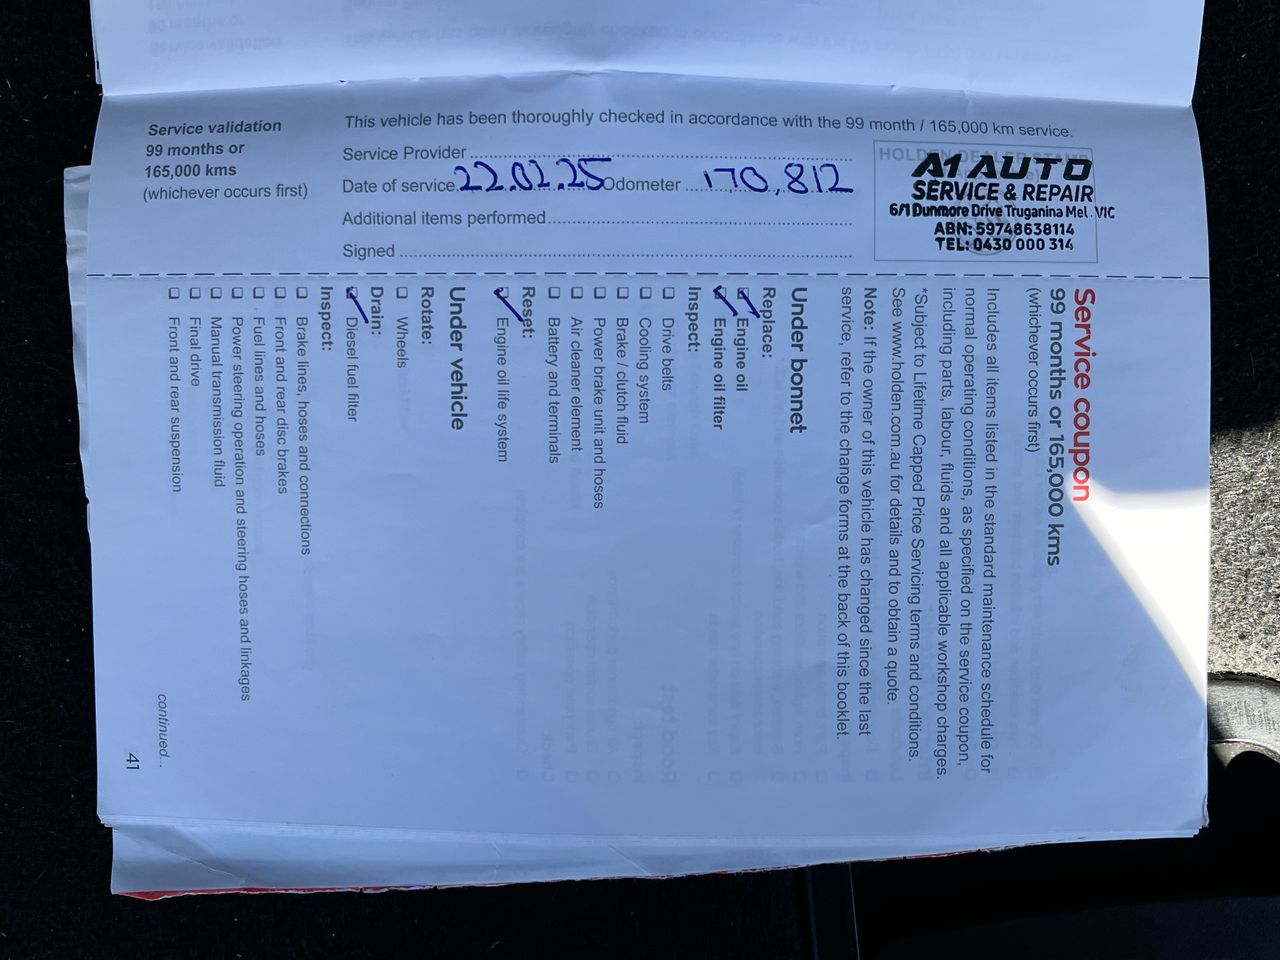 Service validation
99 months or
165,000 kms
(whichever occurs first)
This vehicle has been thoroughly checked in accordance with the 99 month / 165,000 km service.
Service Provider
Date of service 22.02.25 Odometer 170,812
Additional items performed
Signed
HOLDEN DEALER STAMP
A1 AUTO
SERVICE & REPAIR
6/1 Dunmore Drive Truganina Mel. VIC
ABN: 59748638114
TEL: 0430 000 314
Service coupon
99 months or 165,000 kms
(whichever occurs first)
Includes all items listed in the standard maintenance schedule for
normal operating conditions, as specified on the service coupon,
including parts, labour, fluids and all applicable workshop charges.
*Subject to Lifetime Capped Price Servicing terms and conditions.
See www.holden.com.au for details and to obtain a quote.
Note: If the owner of this vehicle has changed since the last
service, refer to the change forms at the back of this booklet.
Under bonnet
Replace:
Engine oil
Engine oil filter
Inspect:
Drive belts
Cooling system
Brake / clutch fluid
Power brake unit and hoses
Air cleaner element
Battery and terminals
Reset:
Engine oil life system
Under vehicle
Rotate:
Wheels
Drain:
Diesel fuel filter
Inspect:
Brake lines, hoses and connections
Front and rear disc brakes
Fuel lines and hoses
Power steering operation and steering hoses and linkages
Manual transmission fluid
Final drive
Front and rear suspension
continued...
41